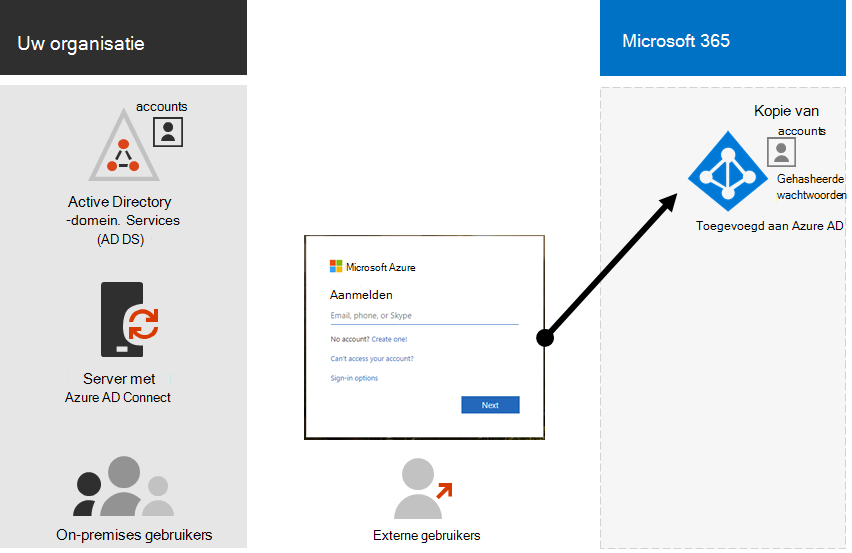 Uw organisatie
accounts
Active Directory
-domein. Services
(AD DS)
Server met
Azure AD Connect
On-premises gebruikers
Microsoft Azure
Aanmelden
Email, phone, or Skype
No account? Create one!
Can't access your account?
Sign-in options
Next
Externe gebruikers
Microsoft 365
Kopie van
accounts
Gehasheerde
wachtwoorden
Toegevoegd aan Azure AD